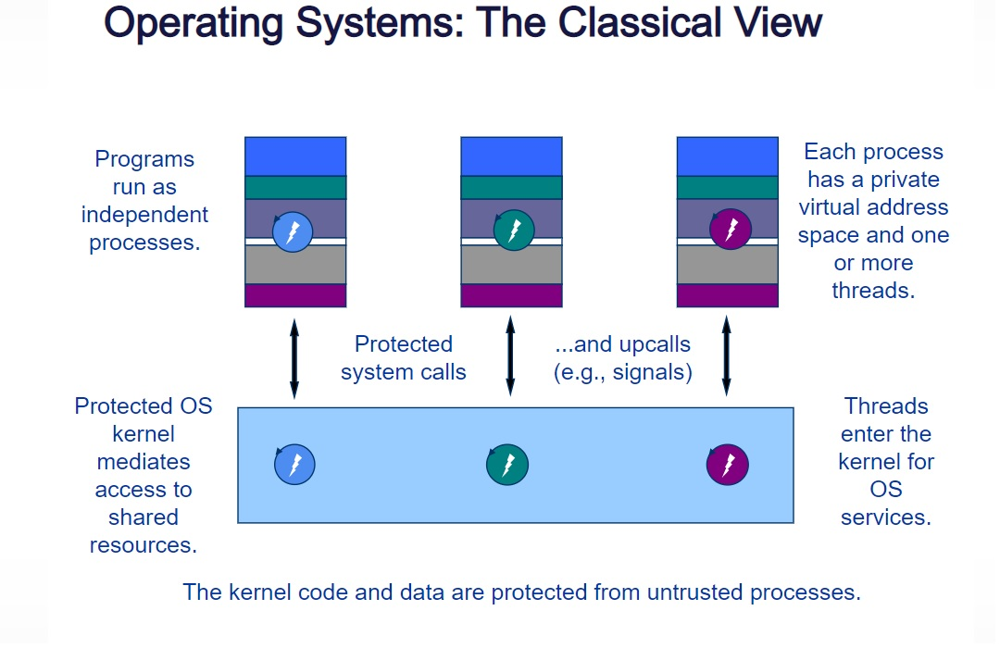 Operating Systems: The Classical View
Programs
run as
independent
processes.
Each process
has a private
virtual address
space and one
or more
threads.
Protected
system calls
...and upcalls
(e.g., signals)
Protected OS
kernel
mediates
access to
shared
resources.
Threads
enter the
kernel for
OS
services.
The kernel code and data are protected from untrusted processes.